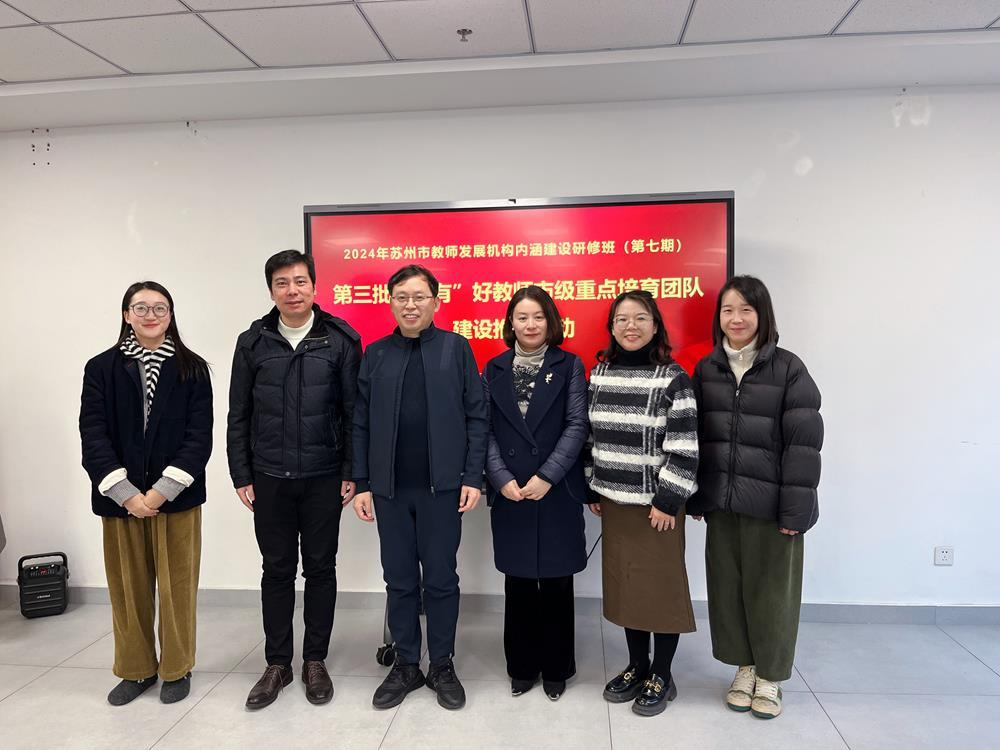 2024年苏州市教师发展机构内涵建设研修班（第七期）
第三批 有”好教师市级重点培育团队
建设推 动